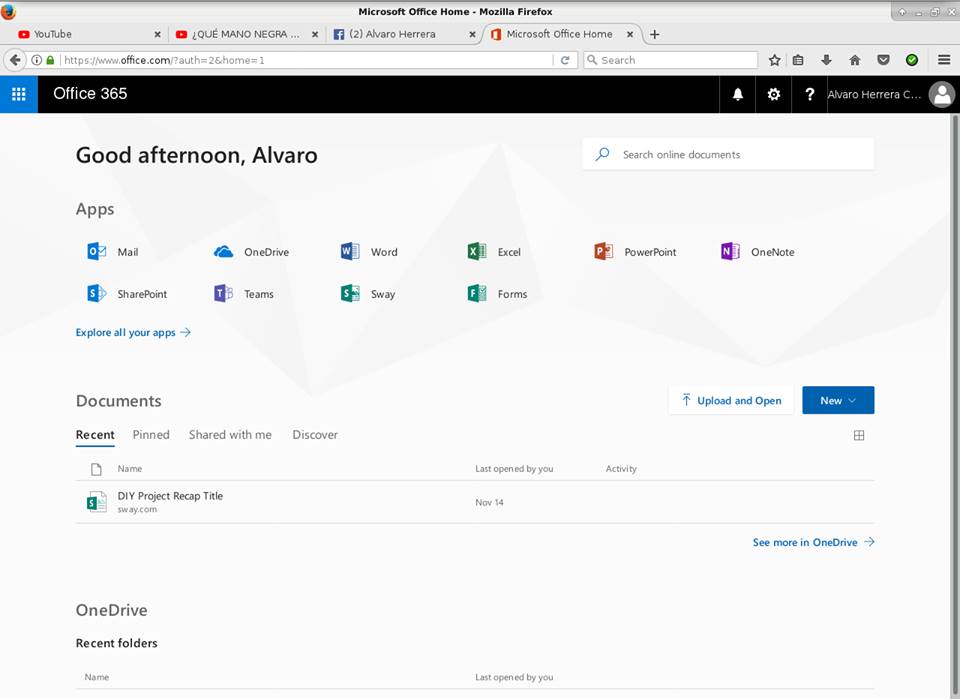 Microsoft Office Home - Mozilla Firefox
YouTube
¿QUÉ MANO NEGRA ...
(2) Alvaro Herrera
Microsoft Office Home
https://www.office.com/?auth=2&home=1
Search
Office 365
Alvaro Herrera C...
Good afternoon, Alvaro
Search online documents
Apps
Mail
OneDrive
Word
Excel
PowerPoint
OneNote
SharePoint
Teams
Sway
Forms
Explore all your apps
Documents
Upload and Open
New
Recent
Pinned
Shared with me
Discover
Name
Last opened by you
Activity
DIY Project Recap Title
sway.com
Nov 14
See more in OneDrive
OneDrive
Recent folders
Name
Last opened by you